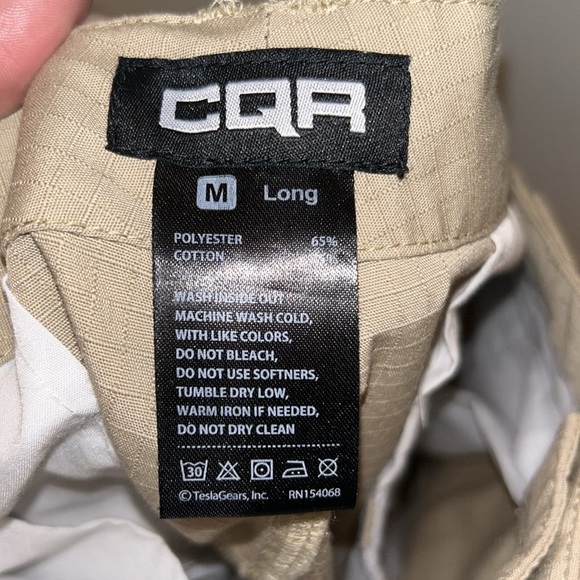 CQR
M Long
POLYESTER 65%
COTTON
WASH INSIDE OUT
MACHINE WASH COLD,
WITH LIKE COLORS,
DO NOT BLEACH,
DO NOT USE SOFTNERS,
TUMBLE DRY LOW,
WARM IRON IF NEEDED,
DO NOT DRY CLEAN
30
© TeslaGears, Inc. RN154068